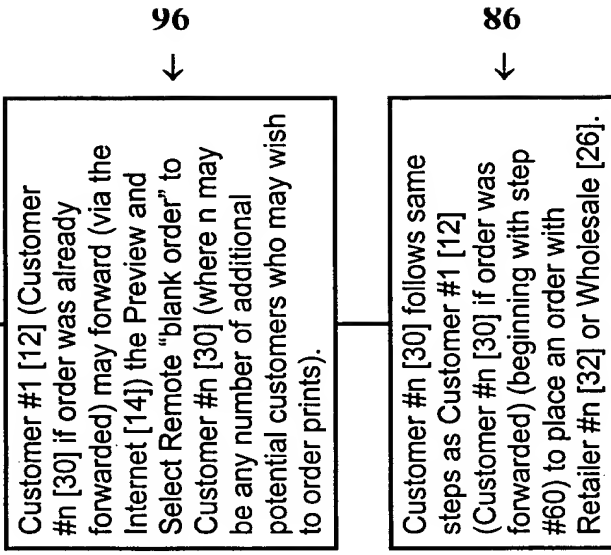 Customer #1 [12] (Customer
#n [30] if order was already
forwarded) may forward (via the
Internet [14]) the Preview and
Select Remote "blank order" to
Customer #n [30] (where n may
be any number of additional
potential customers who may wish
to order prints).
96
Customer #n [30] follows same
steps as Customer #1 [12]
(Customer #n [30] if order was
forwarded) (beginning with step
#60) to place an order with
Retailer #n [32] or Wholesale [26].
98